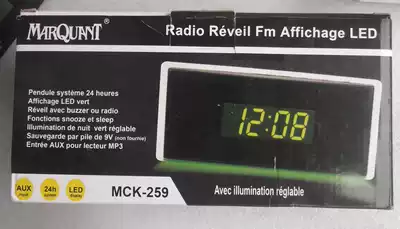 MARQUANT
Radio Réveil Fm Affichage LED
Pendule système 24 heures
Affichage LED vert
Réveil avec buzzer ou radio
Fonctions snooze et sleep
Illumination de nuit vert réglable
Sauvegarde par pile de 9V (non fournie)
Entrée AUX pour lecteur MP3
12:08
AUX
24h
LED
MCK-259
Avec illumination réglable